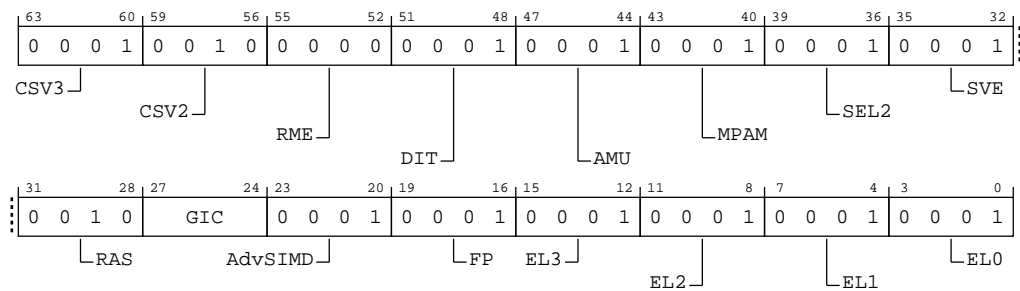 63 60 59 56 55 52 51 48 47 44 43 40 39 36 35 32
0 0 0 1 0 0 1 0 0 0 0 0 0 0 0 1 0 0 0 1 0 0 0 1 0 0 0 1 0 0 0 1
CSV3 SVE
CSV2 SEL2
RME MPAM
DIT AMU
31 28 27 24 23 20 19 16 15 12 11 8 7 4 3 0
0 0 1 0 GIC 0 0 0 1 0 0 0 1 0 0 0 1 0 0 0 1 0 0 0 1 0 0 0 1
RAS AdvSIMD FP EL3 EL0
EL2 EL1